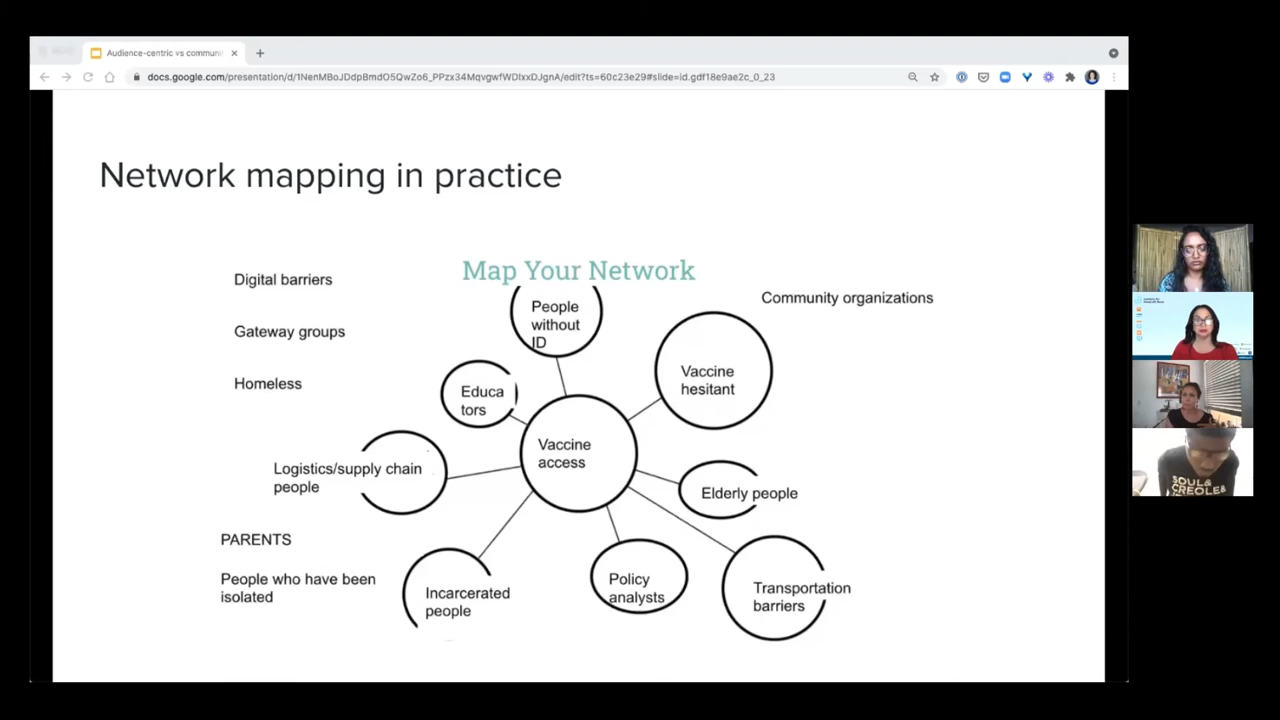 Audience-centric vs communi
docs.google.com/presentation/d/1NenMBoJDdpBmdO5QwZo6_PPzx34MqvgwfWDlxxDJgnA/edit?ts=60c23e29#slide=id.gdf18e9ae2c_0_23
Network mapping in practice
Map Your Network
Digital barriers
Gateway groups
Homeless
People
without
ID
Community organizations
Vaccine
hesitant
Educa
tors
Vaccine
access
Logistics/supply chain
people
Elderly people
PARENTS
People who have been
isolated
Incarcerated
people
Policy
analysts
Transportation
barriers
SOUL&
CREOLE&